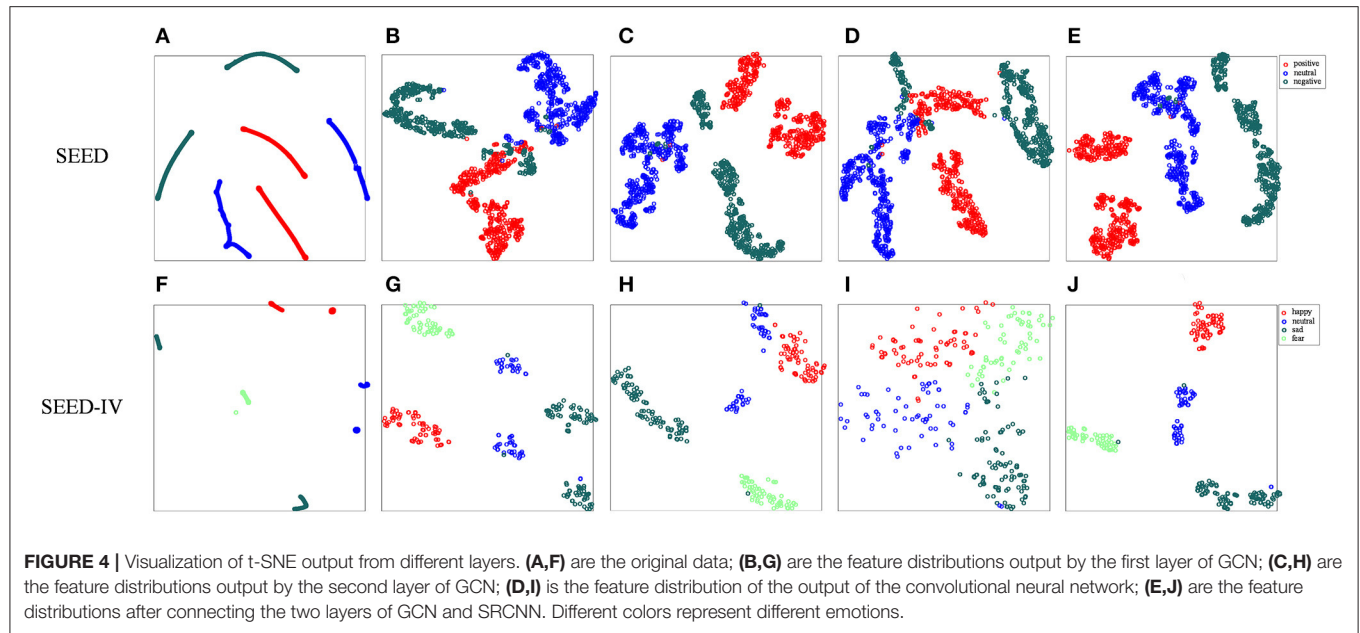 A B C D E
positive
neutral
negative
SEED
F G H I J
happy
neutral
sad
fear
SEED-IV
FIGURE 4 | Visualization of t-SNE output from different layers. (A,F) are the original data; (B,G) are the feature distributions output by the first layer of GCN; (C,H) are
the feature distributions output by the second layer of GCN; (D,I) is the feature distribution of the output of the convolutional neural network; (E,J) are the feature
distributions after connecting the two layers of GCN and SRCNN. Different colors represent different emotions.